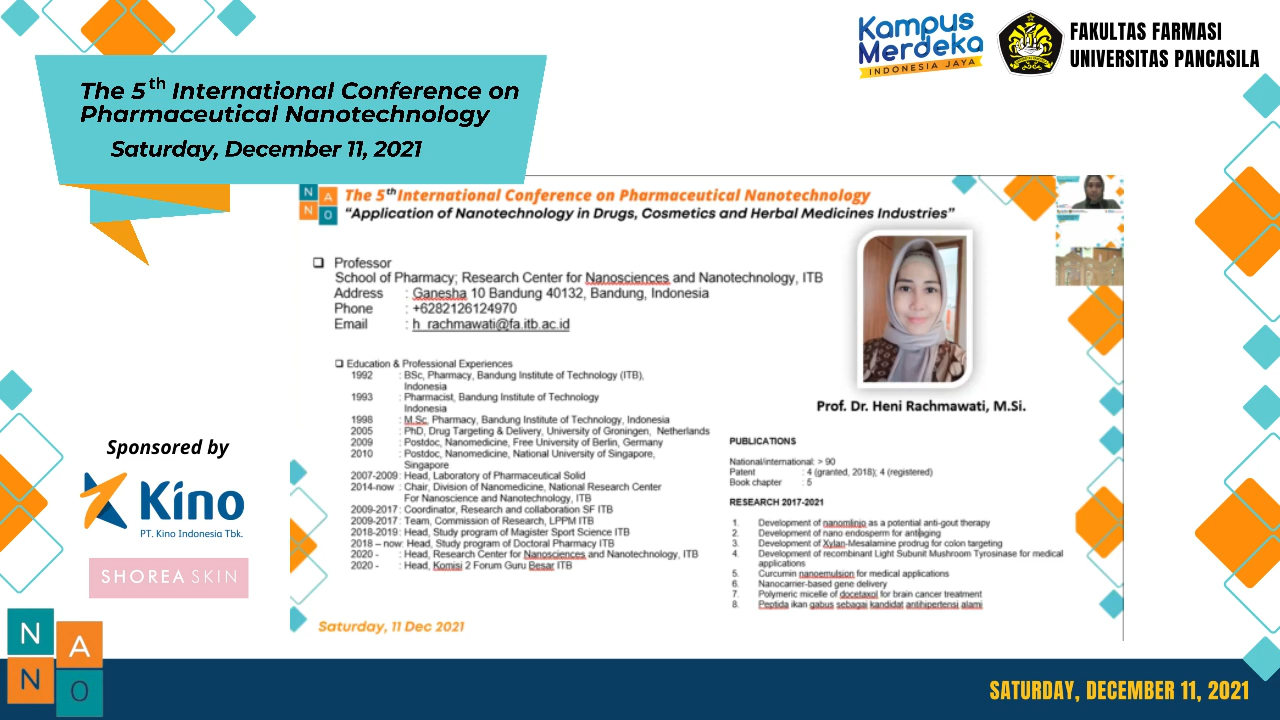 Kampus
Merdeka
INDONESIA JAYA
FAKULTAS FARMASI
UNIVERSITAS PANCASILA
The 5th International Conference on
Pharmaceutical Nanotechnology
Saturday, December 11, 2021
NANO
The 5th International Conference on Pharmaceutical Nanotechnology
“Application of Nanotechnology in Drugs, Cosmetics and Herbal Medicines Industries”
❑ Professor
School of Pharmacy; Research Center for Nanosciences and Nanotechnology, ITB
Address : Ganesha 10 Bandung 40132, Bandung, Indonesia
Phone : +6282126124970
Email : h_rachmawati@fa.itb.ac.id
❑ Education & Professional Experiences
1992 : BSc, Pharmacy, Bandung Institute of Technology (ITB),
Indonesia
1993 : Pharmacist, Bandung Institute of Technology
Indonesia
1998 : M.Sc, Pharmacy, Bandung Institute of Technology, Indonesia
2005 : PhD, Drug Targeting & Delivery, University of Groningen, Netherlands
2009 : Postdoc, Nanomedicine, Free University of Berlin, Germany
2010 : Postdoc, Nanomedicine, National University of Singapore,
Singapore
2007-2009: Head, Laboratory of Pharmaceutical Solid
2014-now : Chair, Division of Nanomedicine, National Research Center
For Nanoscience and Nanotechnology, ITB
2009-2017: Coordinator, Research and collaboration SF ITB
2009-2017: Team, Commission of Research, LPPM ITB
2018-2019: Head, Study program of Magister Sport Science ITB
2018 – now: Head, Study program of Doctoral Pharmacy ITB
2020 - : Head, Research Center for Nanosciences and Nanotechnology, ITB
2020 - : Head, Komisi 2 Forum Guru Besar ITB
Prof. Dr. Heni Rachmawati, M.Si.
PUBLICATIONS
National/international: > 90
Patent : 4 (granted, 2018); 4 (registered)
Book chapter : 5
RESEARCH 2017-2021
1. Development of nanomlinjo as a potential anti-gout therapy
2. Development of nano endosperm for antiaging
3. Development of Xylan-Mesalamine prodrug for colon targeting
4. Development of recombinant Light Subunit Mushroom Tyrosinase for medical
applications
5. Curcumin nanoemulsion for medical applications
6. Nanocarrier-based gene delivery
7. Polymeric micelle of docetaxol for brain cancer treatment
8. Peptida ikan gabus sebagai kandidat antihipertensi alami
Saturday, 11 Dec 2021
Sponsored by
Kino
PT. Kino Indonesia Tbk.
SHOREA SKIN
NANO
SATURDAY, DECEMBER 11, 2021